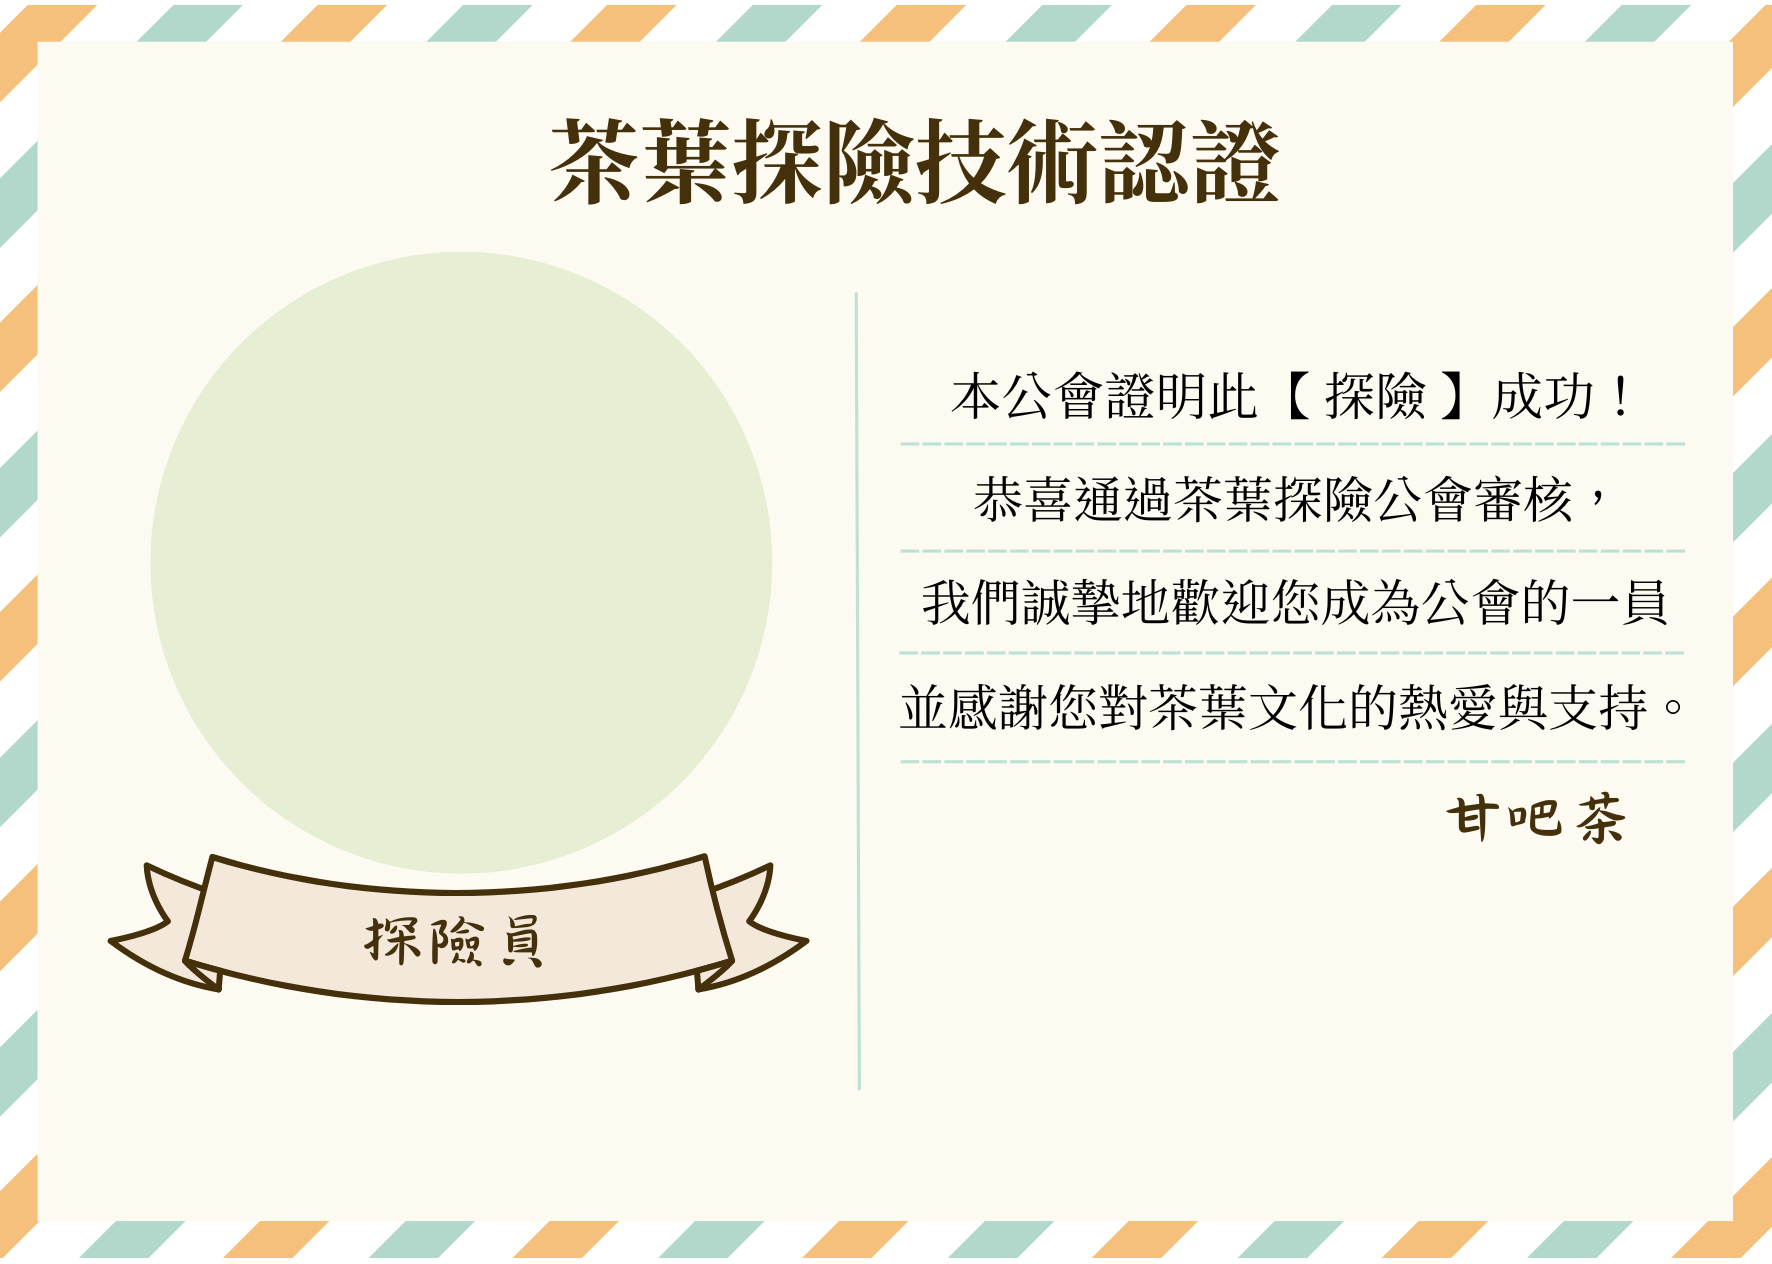 茶葉探險技術認證
本公會證明此【探險】成功！
恭喜通過茶葉探險公會審核，
我們誠摯地歡迎您成為公會的一員
並感謝您對茶葉文化的熱愛與支持。
甘吧茶
探險員